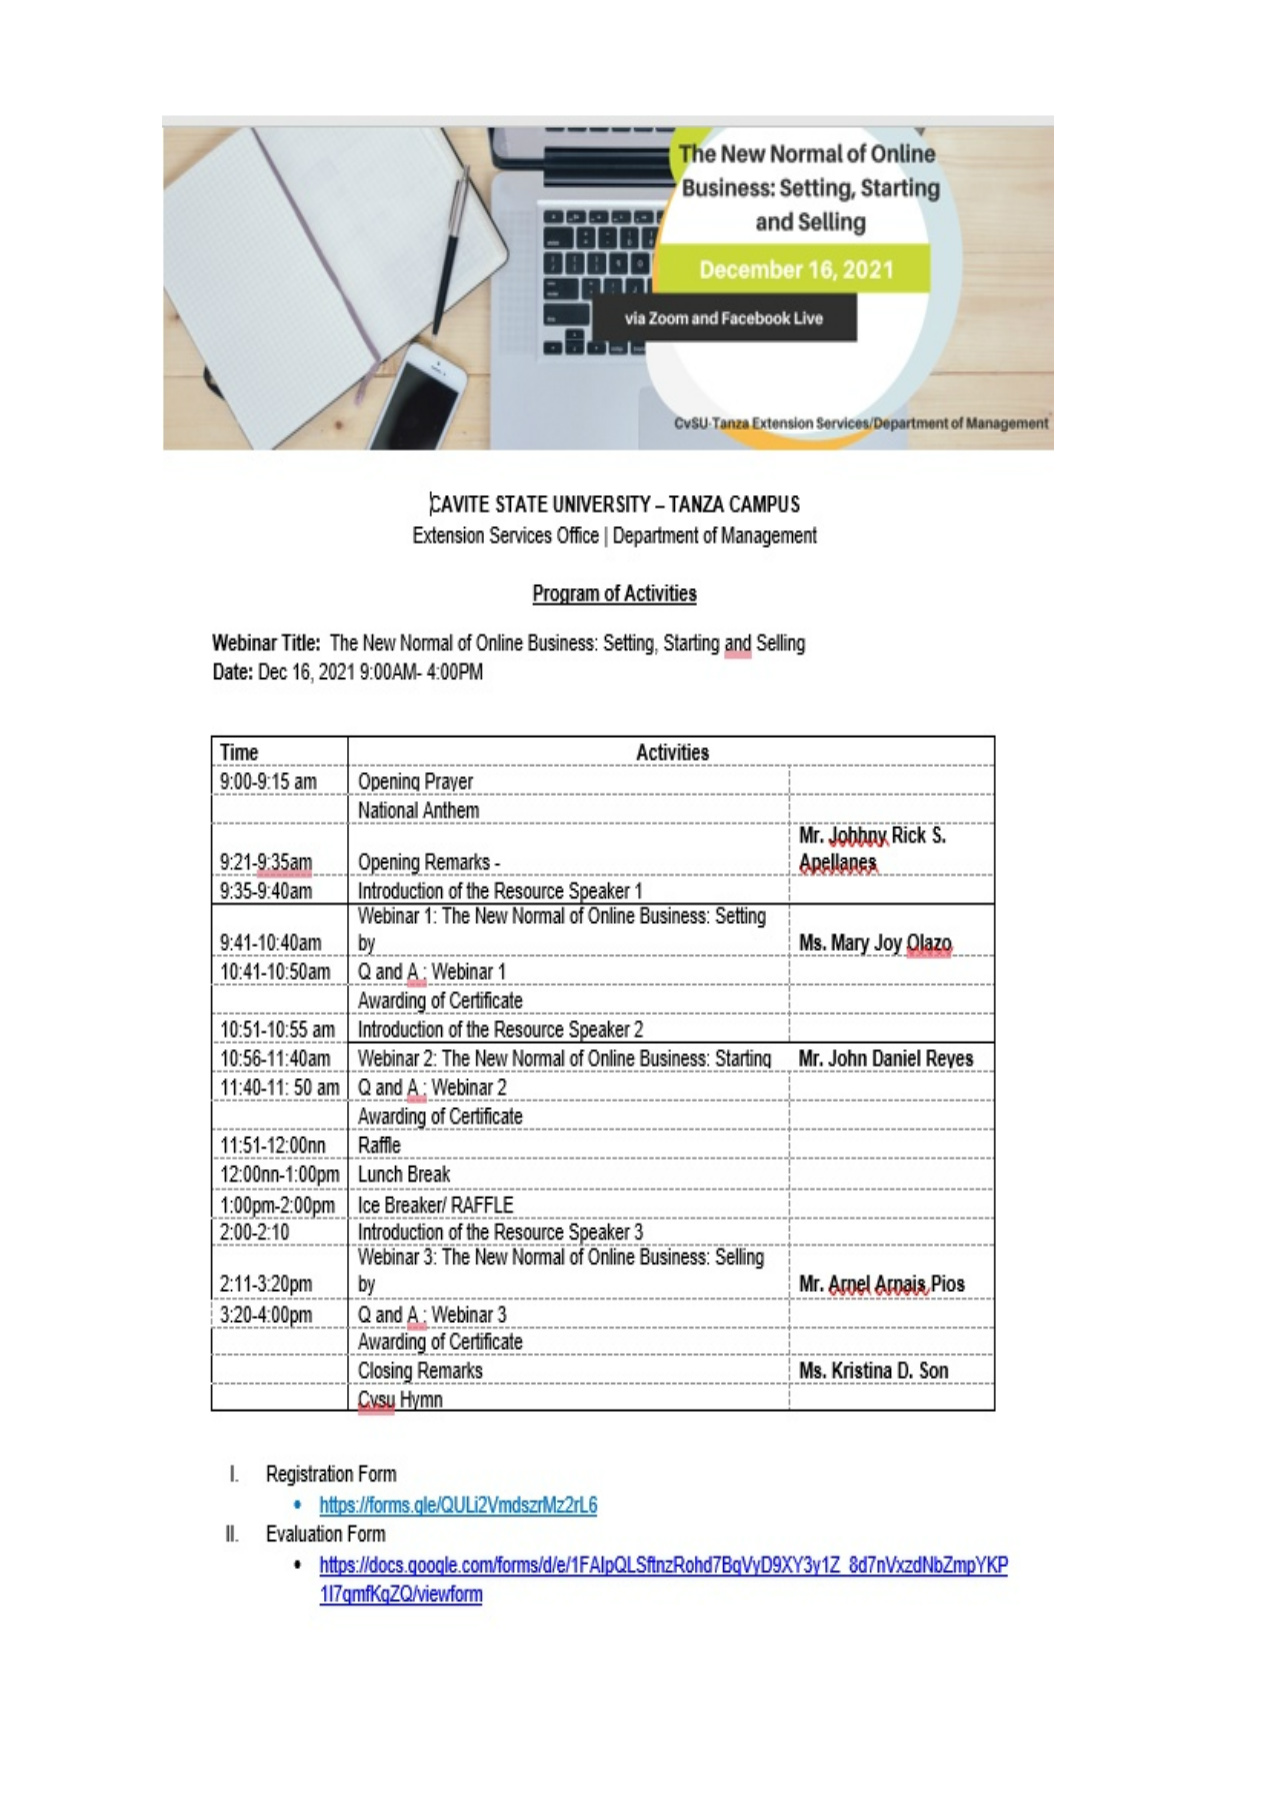 The New Normal of Online
Business: Setting, Starting
and Selling
December 16, 2021
via Zoom and Facebook Live
CvSU-Tanza Extension Services/Department of Management
CAVITE STATE UNIVERSITY – TANZA CAMPUS
Extension Services Office | Department of Management
Program of Activities
Webinar Title: The New Normal of Online Business: Setting, Starting and Selling
Date: Dec 16, 2021 9:00AM- 4:00PM
Time Activities
9:00-9:15 am Opening Prayer
National Anthem
Mr. Johhny Rick S.
9:21-9:35am Opening Remarks - Apellanes
9:35-9:40am Introduction of the Resource Speaker 1
Webinar 1: The New Normal of Online Business: Setting
9:41-10:40am by Ms. Mary Joy Olazo
10:41-10:50am Q and A : Webinar 1
Awarding of Certificate
10:51-10:55 am Introduction of the Resource Speaker 2
10:56-11:40am Webinar 2: The New Normal of Online Business: Starting Mr. John Daniel Reyes
11:40-11: 50 am Q and A : Webinar 2
Awarding of Certificate
11:51-12:00nn Raffle
12:00nn-1:00pm Lunch Break
1:00pm-2:00pm Ice Breaker/ RAFFLE
2:00-2:10 Introduction of the Resource Speaker 3
Webinar 3: The New Normal of Online Business: Selling
2:11-3:20pm by Mr. Arnel Arnais Pios
3:20-4:00pm Q and A : Webinar 3
Awarding of Certificate
Closing Remarks Ms. Kristina D. Son
Cvsu Hymn
I. Registration Form
• https://forms.gle/QULi2VmdszrMz2rL6
II. Evaluation Form
• https://docs.google.com/forms/d/e/1FAIpQLSftnzRohd7BqVyD9XY3y1Z_8d7nVxzdNbZmpYKP
1I7qmfKgZQ/viewform